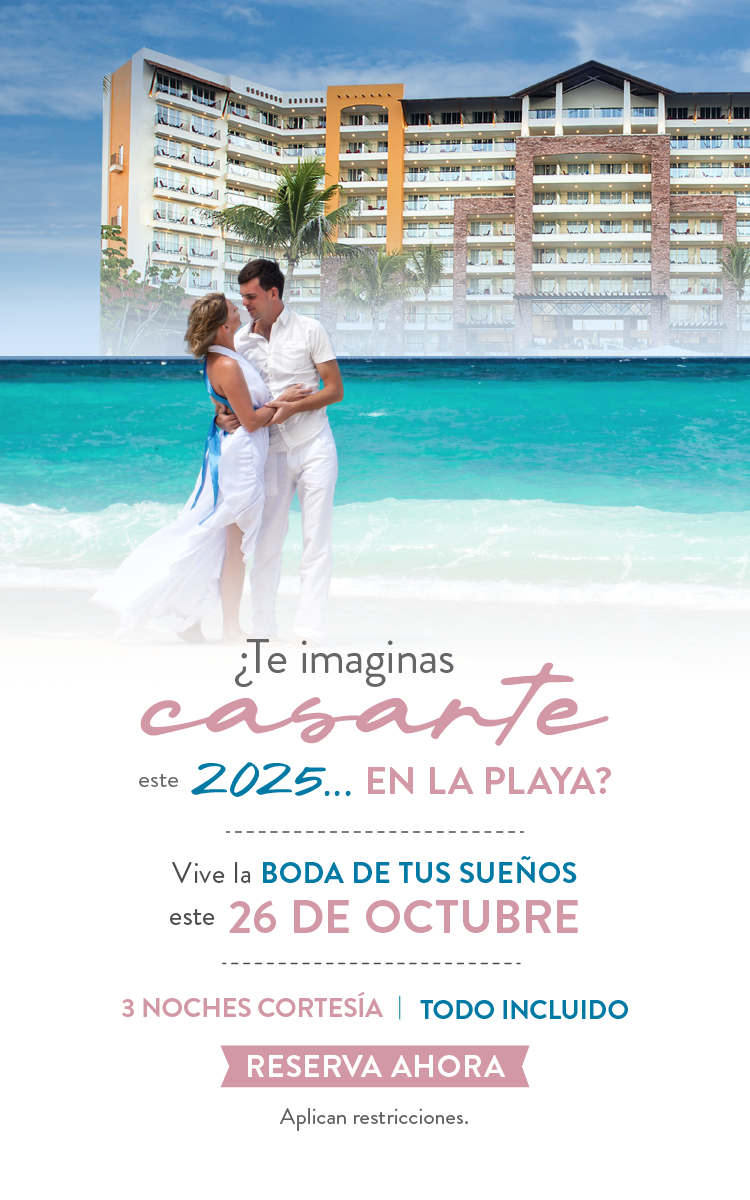 ¿Te imaginas
casarte
este 2025... EN LA PLAYA?
Vive la BODA DE TUS SUEÑOS
este 26 DE OCTUBRE
3 NOCHES CORTESÍA | TODO INCLUIDO
RESERVA AHORA
Aplican restricciones.